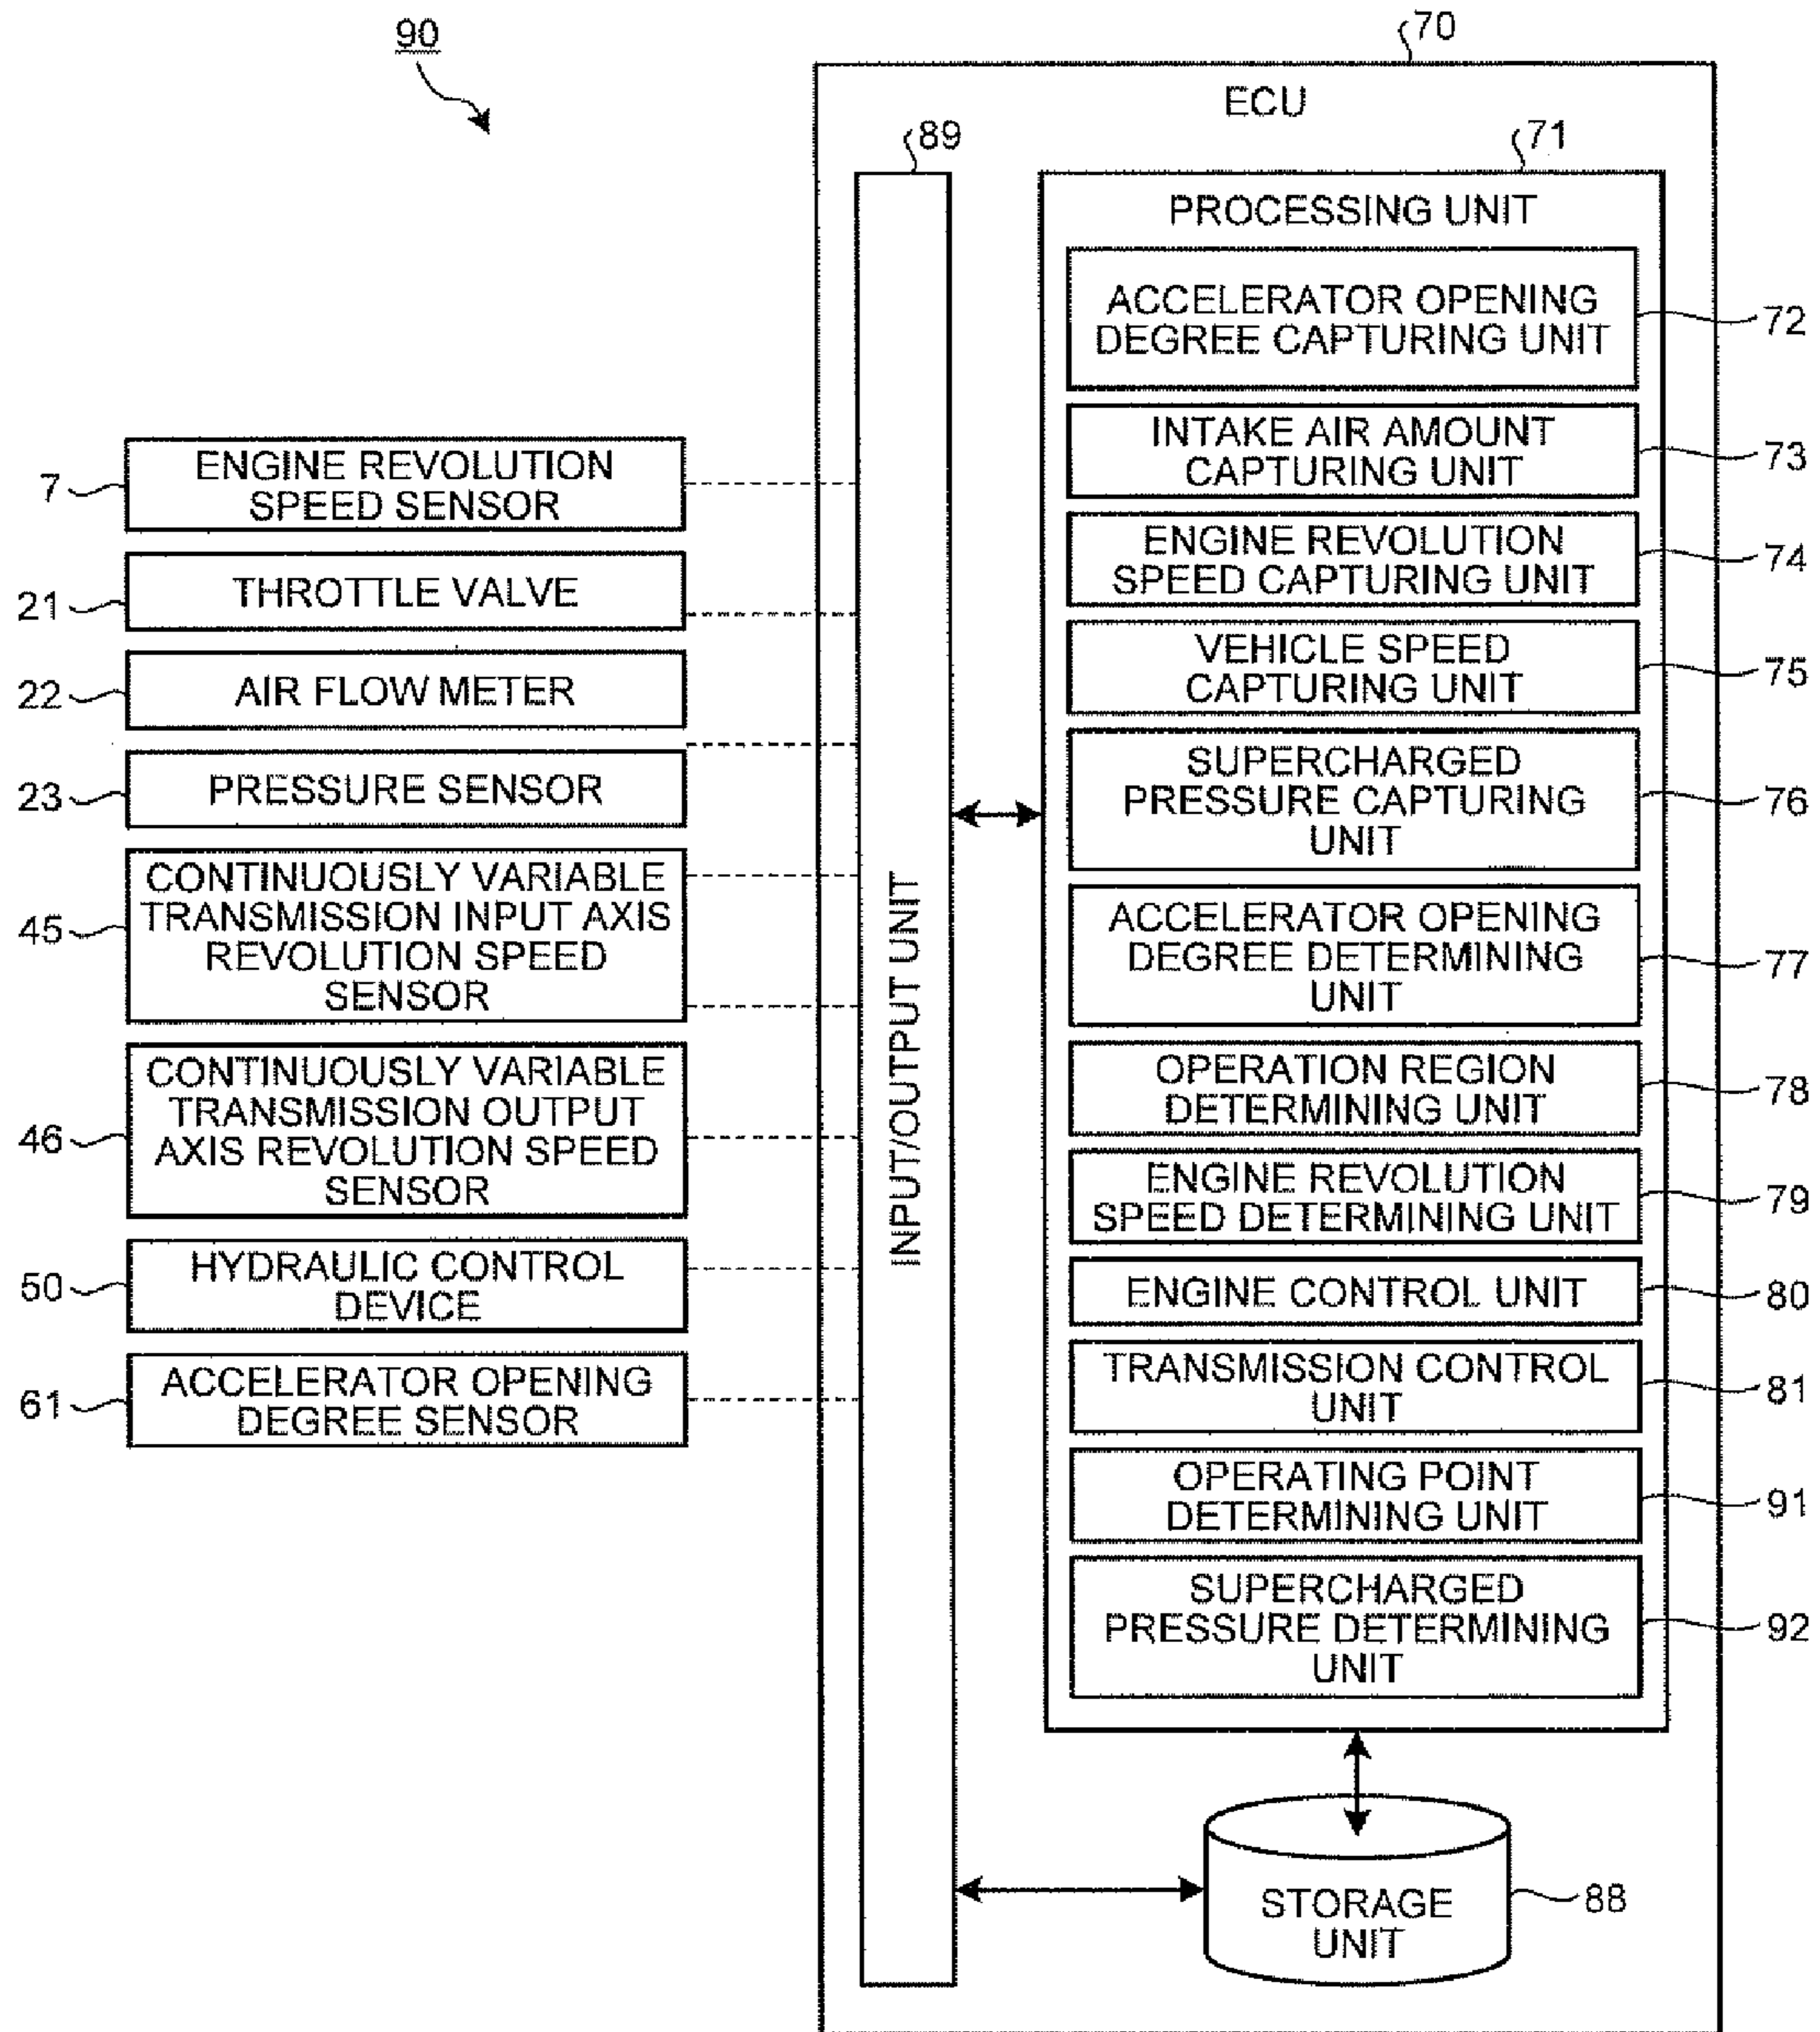 90
70
ECU
89
71
PROCESSING UNIT
ACCELERATOR OPENING
DEGREE CAPTURING UNIT
72
INTAKE AIR AMOUNT
CAPTURING UNIT
73
ENGINE REVOLUTION
SPEED CAPTURING UNIT
74
VEHICLE SPEED
CAPTURING UNIT
75
SUPERCHARGED
PRESSURE CAPTURING
UNIT
76
ACCELERATOR OPENING
DEGREE DETERMINING
UNIT
77
OPERATION REGION
DETERMINING UNIT
78
ENGINE REVOLUTION
SPEED DETERMINING UNIT
79
ENGINE CONTROL UNIT
80
TRANSMISSION CONTROL
UNIT
81
OPERATING POINT
DETERMINING UNIT
91
SUPERCHARGED
PRESSURE DETERMINING
UNIT
92
INPUT/OUTPUT UNIT
7
ENGINE REVOLUTION
SPEED SENSOR
21
THROTTLE VALVE
22
AIR FLOW METER
23
PRESSURE SENSOR
45
CONTINUOUSLY VARIABLE
TRANSMISSION INPUT AXIS
REVOLUTION SPEED
SENSOR
46
CONTINUOUSLY VARIABLE
TRANSMISSION OUTPUT
AXIS REVOLUTION SPEED
SENSOR
50
HYDRAULIC CONTROL
DEVICE
61
ACCELERATOR OPENING
DEGREE SENSOR
STORAGE
UNIT
88